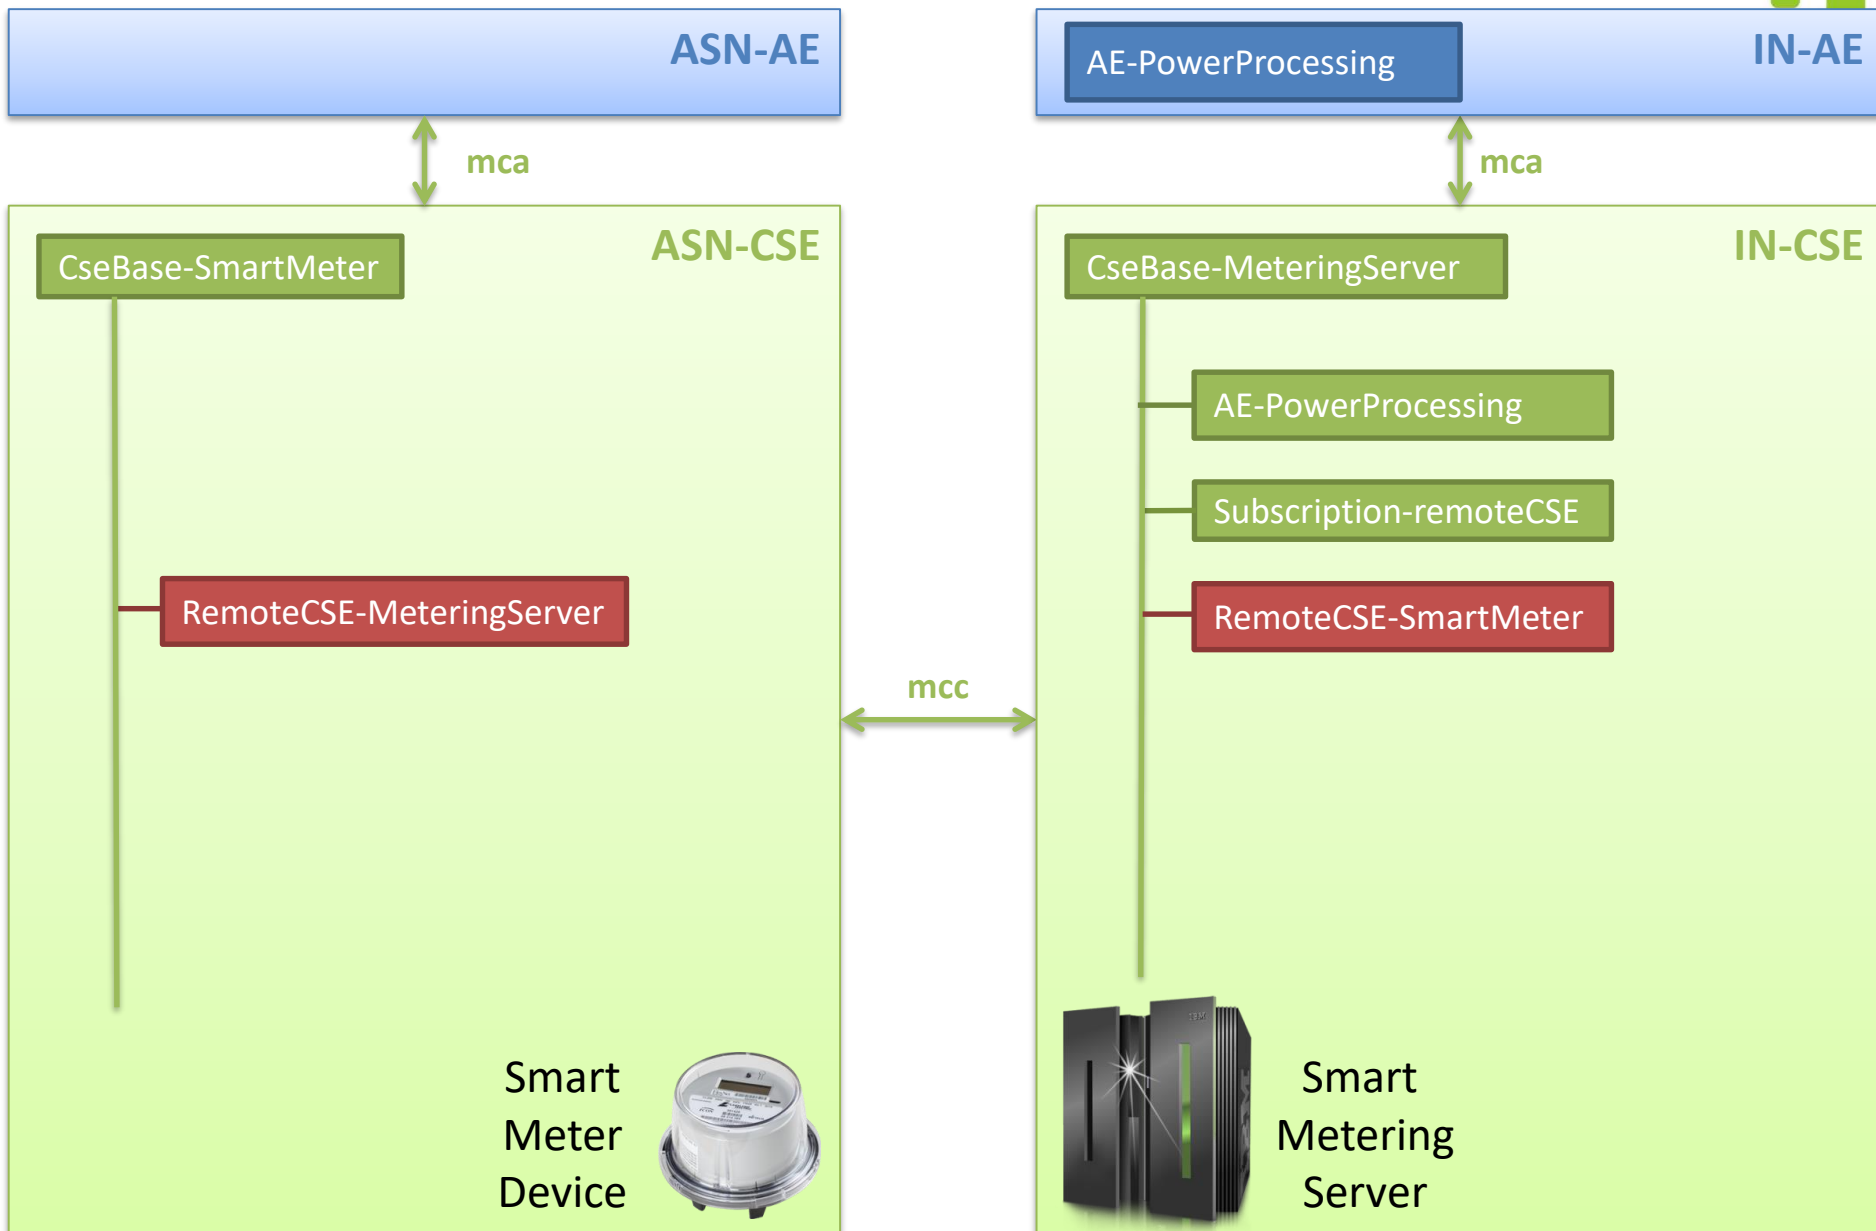 ASN-AE
AE-PowerProcessing
IN-AE
mca
mca
ASN-CSE
CseBase-SmartMeter
IN-CSE
CseBase-MeteringServer
AE-PowerProcessing
Subscription-remoteCSE
RemoteCSE-MeteringServer
RemoteCSE-SmartMeter
mcc
Smart
Meter
Device
Smart
Metering
Server
IBM